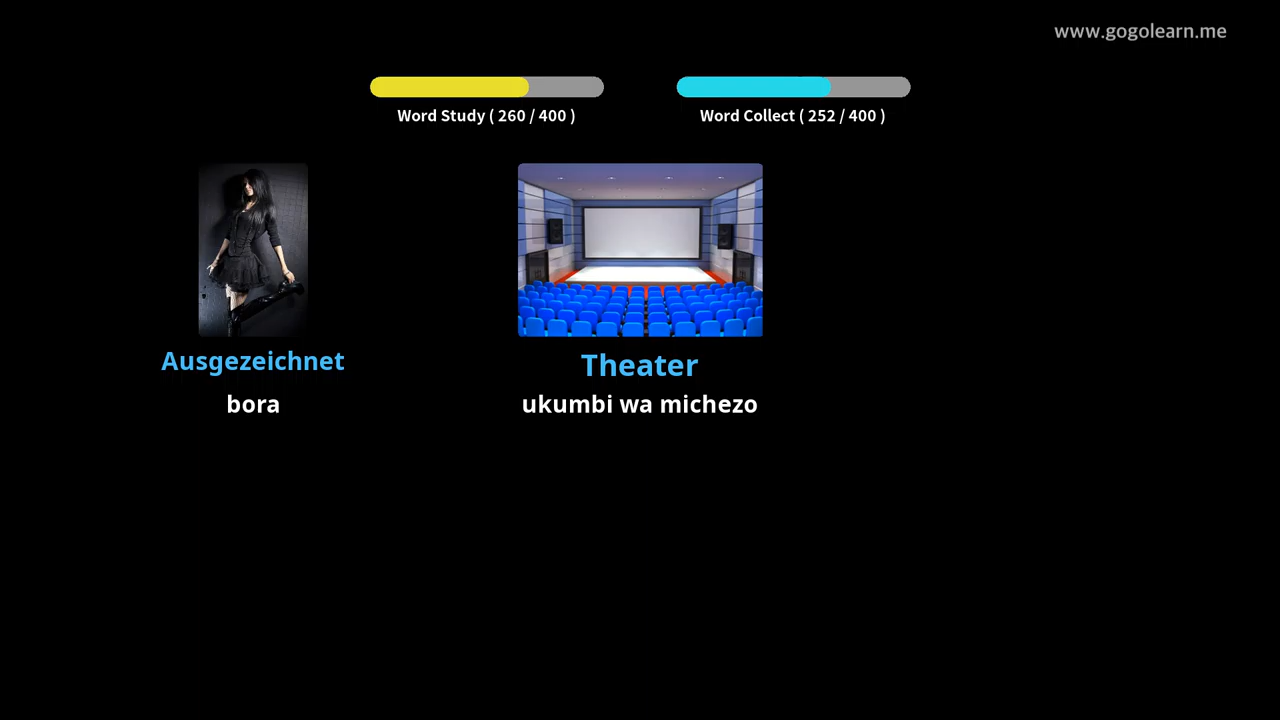 www.gogolearn.me
Word Study ( 260 / 400 )
Word Collect ( 252 / 400 )
Ausgezeichnet
bora
Theater
ukumbi wa michezo